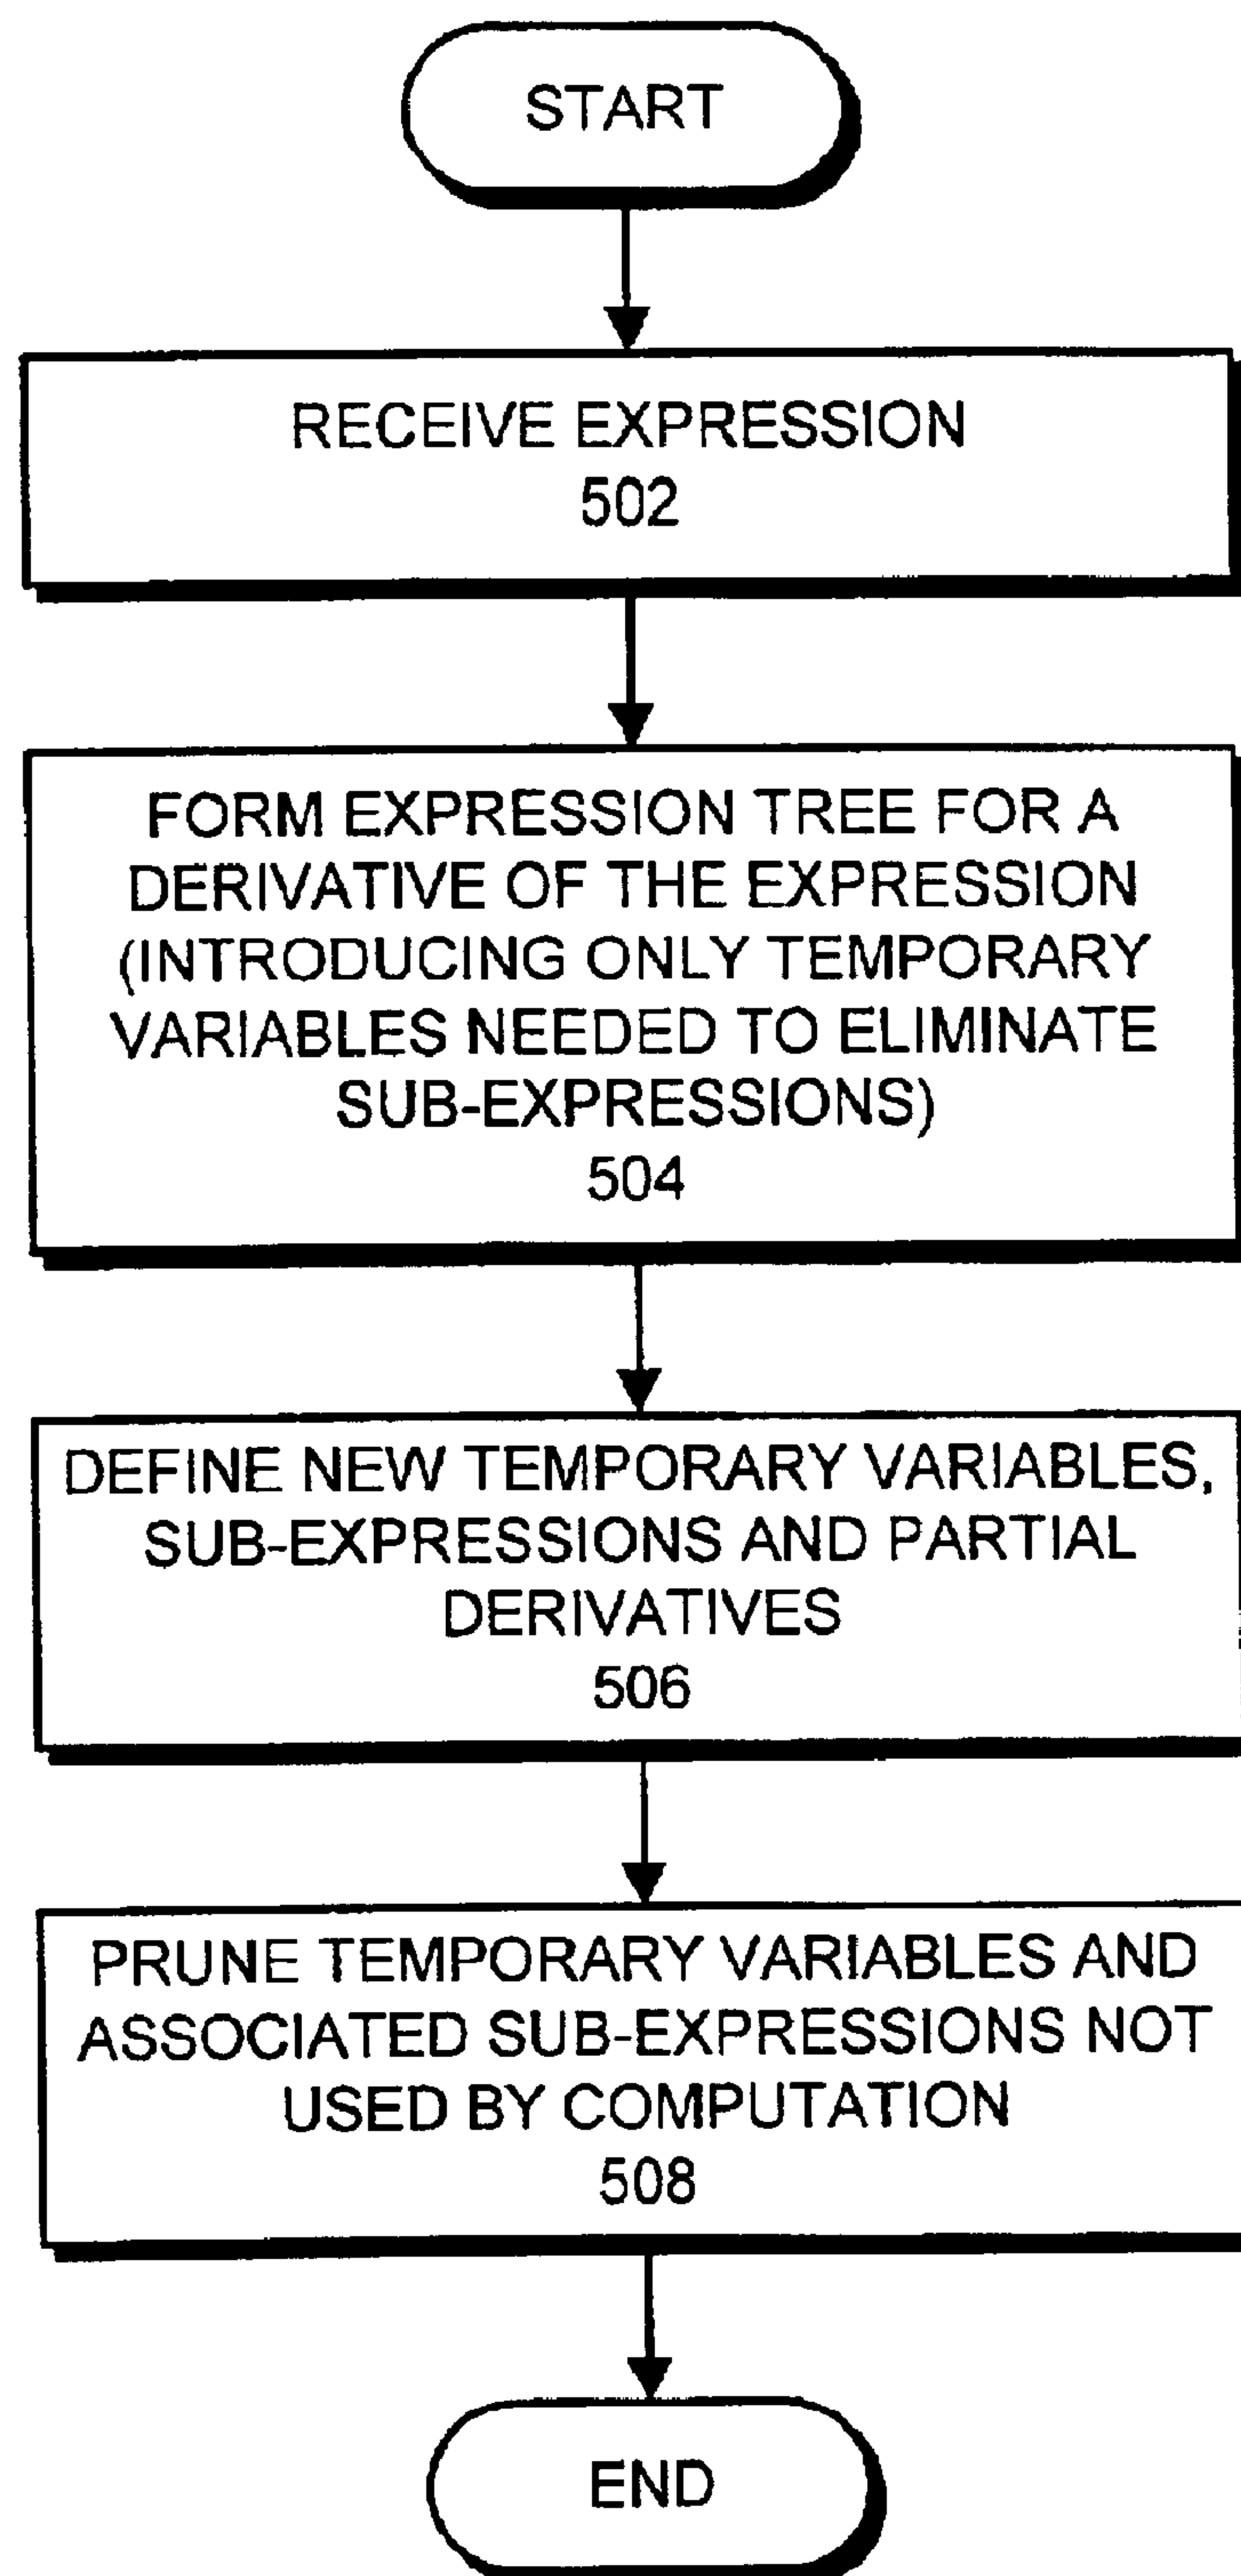 START
RECEIVE EXPRESSION
502
FORM EXPRESSION TREE FOR A
DERIVATIVE OF THE EXPRESSION
(INTRODUCING ONLY TEMPORARY
VARIABLES NEEDED TO ELIMINATE
SUB-EXPRESSIONS)
504
DEFINE NEW TEMPORARY VARIABLES,
SUB-EXPRESSIONS AND PARTIAL
DERIVATIVES
506
PRUNE TEMPORARY VARIABLES AND
ASSOCIATED SUB-EXPRESSIONS NOT
USED BY COMPUTATION
508
END